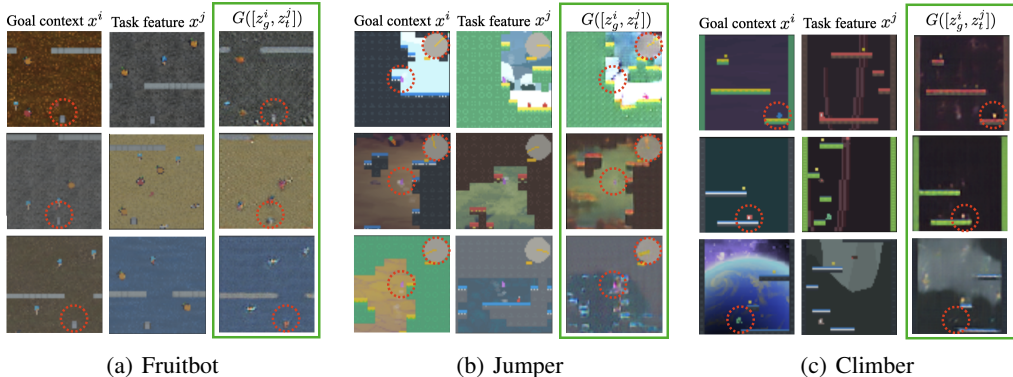 Goal context $x^i$ Task feature $x^j$ $G([z_g^i, z_t^j])$
Goal context $x^i$ Task feature $x^j$ $G([z_g^i, z_t^j])$
Goal context $x^i$ Task feature $x^j$ $G([z_g^i, z_t^j])$
(a) Fruitbot
(b) Jumper
(c) Climber